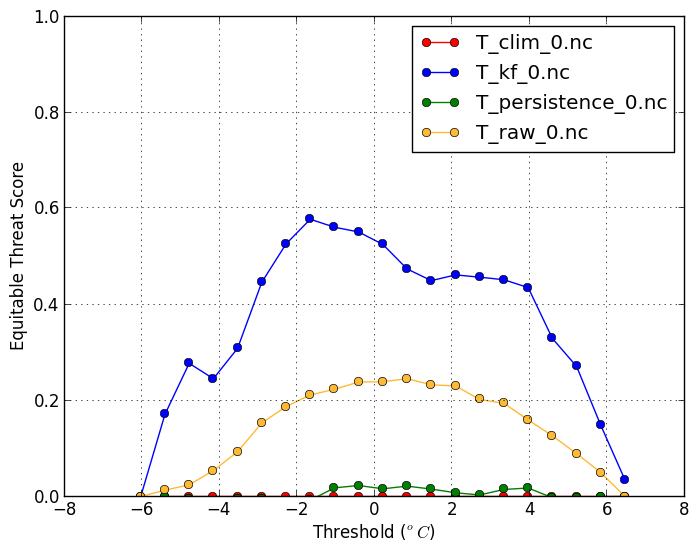 1.0
0.8
0.6
0.4
0.2
0.0
Equitable Threat Score
T_clim_0.nc
T_kf_0.nc
T_persistence_0.nc
T_raw_0.nc
−8 −6 −4 −2 0 2 4 6 8
Threshold (° C)